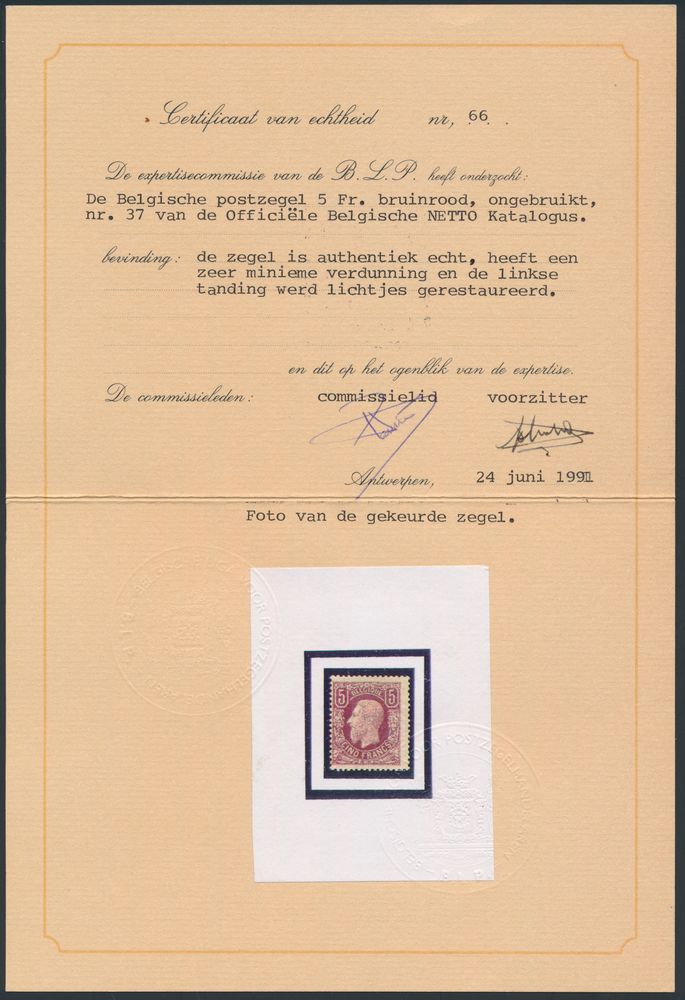 Certificaat van echtheid nr, 66
De expertisecommissie van de B.L.P. heeft onderzocht:
De Belgische postzegel 5 Fr. bruinrood, ongebruikt,
nr. 37 van de Officiële Belgische NETTO Katalogus.
bevinding: de zegel is authentiek echt, heeft een
zeer minieme verdunning en de linkse
tanding werd lichtjes gerestaureerd.
en dit op het ogenblik van de expertise.
De commissieleden: commissielid voorzitter
Antwerpen, 24 juni 1991
Foto van de gekeurde zegel.
5 BELGIQUE 5
CINQ FRANCS